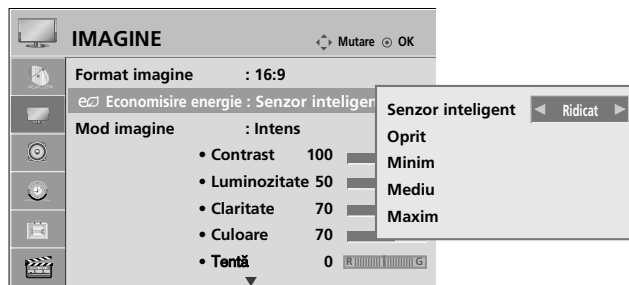 IMAGINE
Mutare OK
Format imagine : 16:9
Economisire energie : Senzor inteligen
Mod imagine : Intens
• Contrast 100
• Luminozitate 50
• Claritate 70
• Culoare 70
• Tentă 0 R G
Senzor inteligent Ridicat
Oprit
Minim
Mediu
Maxim